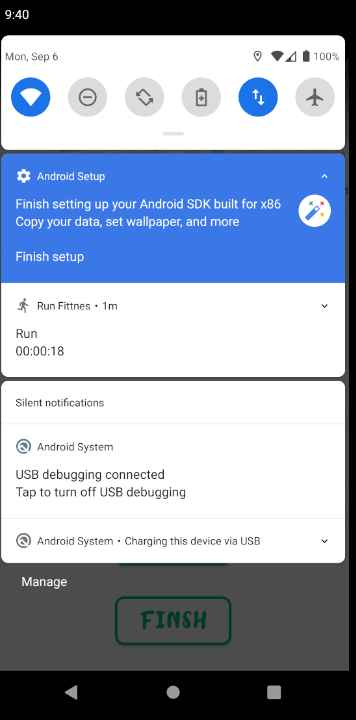 9:40
Mon, Sep 6
100%
Android Setup
Finish setting up your Android SDK built for x86
Copy your data, set wallpaper, and more
Finish setup
Run Fittnes • 1m
Run
00:00:18
Silent notifications
Android System
USB debugging connected
Tap to turn off USB debugging
Android System • Charging this device via USB
Manage
FINSH